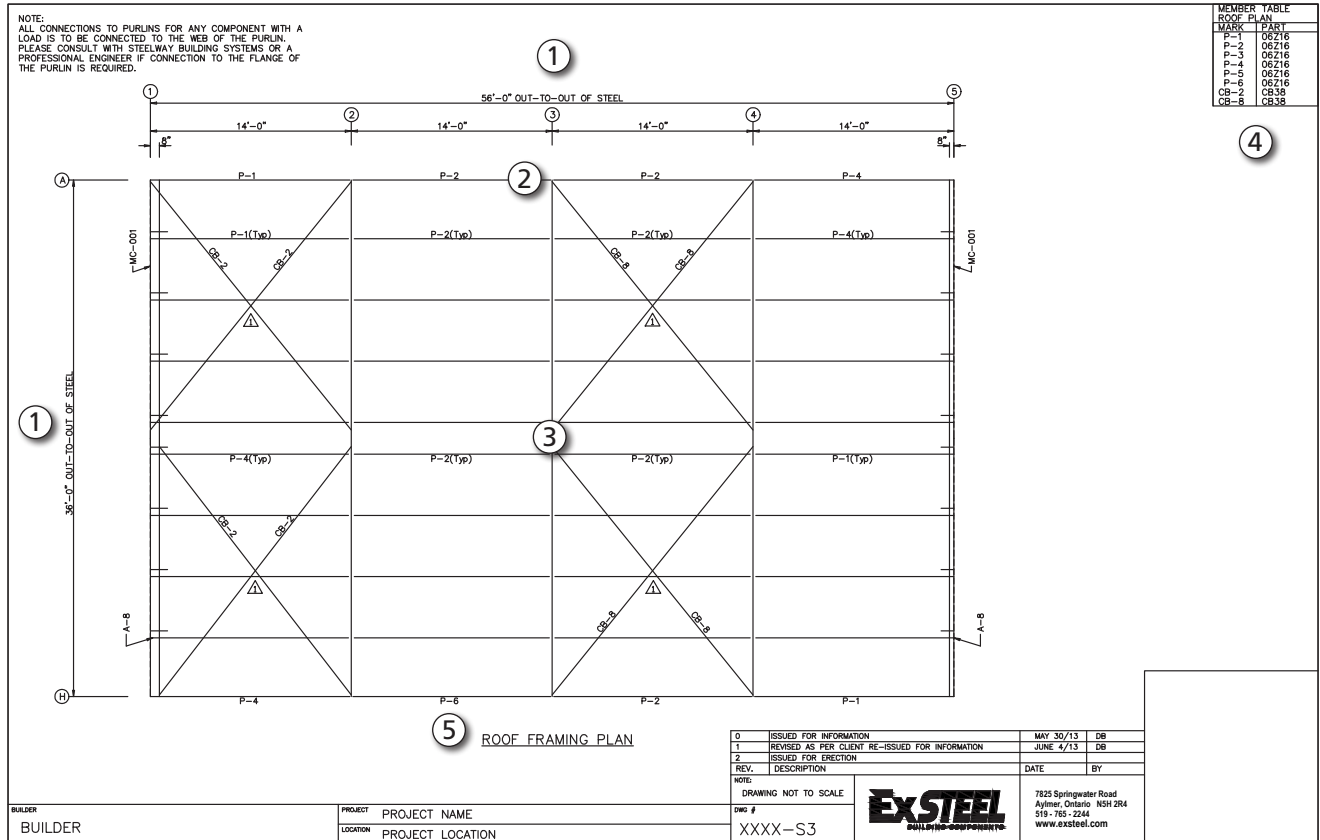 NOTE:
ALL CONNECTIONS TO PURLINS FOR ANY COMPONENT WITH A
LOAD IS TO BE CONNECTED TO THE WEB OF THE PURLIN.
PLEASE CONSULT WITH STEELWAY BUILDING SYSTEMS OR A
PROFESSIONAL ENGINEER IF CONNECTION TO THE FLANGE OF
THE PURLIN IS REQUIRED.
MEMBER TABLE
ROOF PLAN
MARK PART
P-1 06Z16
P-2 06Z16
P-3 06Z16
P-4 06Z16
P-5 06Z16
P-6 06Z16
CB-2 CB38
CB-8 CB38
4
1
1 5
56'-0" OUT-TO-OUT OF STEEL
2 3 4
14'-0" 14'-0" 14'-0" 14'-0"
8" 8"
A P-1 P-2 2 P-2 P-4
P-1(Typ) P-2(Typ) P-2(Typ) P-4(Typ)
MC-001 CB-2 CB-2 CB-8 CB-8 MC-001
1 1
36'-0" OUT-TO-OUT OF STEEL
1
3
P-4(Typ) P-2(Typ) P-2(Typ) P-1(Typ)
CB-2 CB-2
1 1
A-8 CB-8 CB-8 A-8
H P-4 P-6 P-2 P-1
5 ROOF FRAMING PLAN
0 ISSUED FOR INFORMATION MAY 30/13 DB
1 REVISED AS PER CLIENT RE-ISSUED FOR INFORMATION JUNE 4/13 DB
2 ISSUED FOR ERECTION
REV. DESCRIPTION DATE BY
NOTE:
DRAWING NOT TO SCALE
DWG #
XXXX-S3
EXSTEEL
BUILDING COMPONENTS
7825 Springwater Road
Aylmer, Ontario N5H 2R4
519 - 765 - 2244
www.exsteel.com
BUILDER
BUILDER
PROJECT PROJECT NAME
LOCATION PROJECT LOCATION